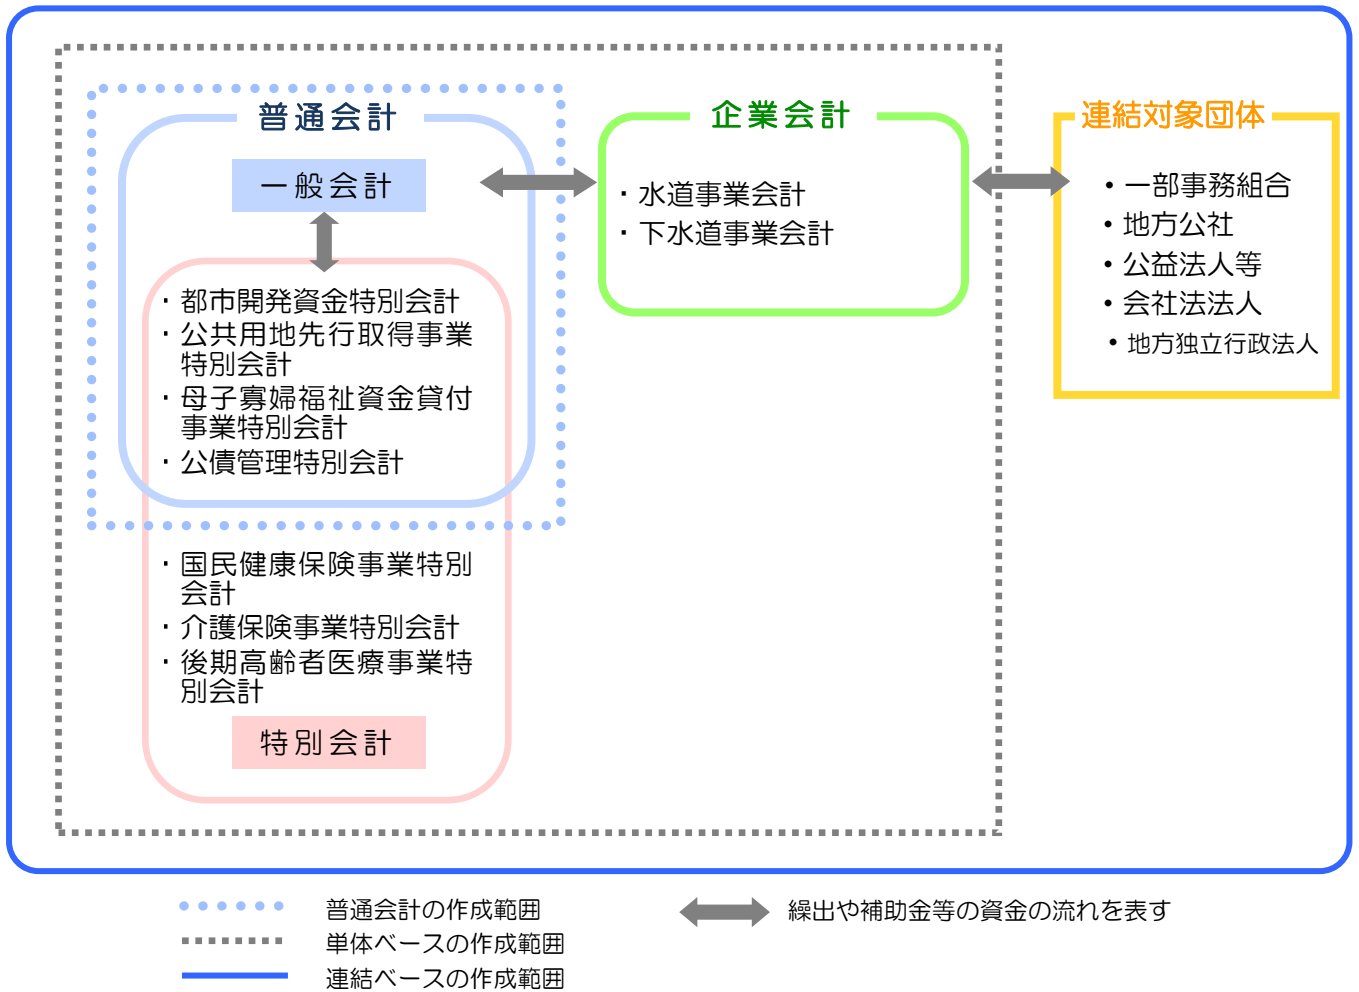 普通会計
一般会計
・都市開発資金特別会計
・公共用地先行取得事業
特別会計
・母子寡婦福祉資金貸付
事業特別会計
・公債管理特別会計
・国民健康保険事業特別
会計
・介護保険事業特別会計
・後期高齢者医療事業特
別会計
特別会計
企業会計
・水道事業会計
・下水道事業会計
連結対象団体
・一部事務組合
・地方公社
・公益法人等
・会社法法人
・地方独立行政法人
普通会計の作成範囲
単体ベースの作成範囲
連結ベースの作成範囲
繰出や補助金等の資金の流れを表す